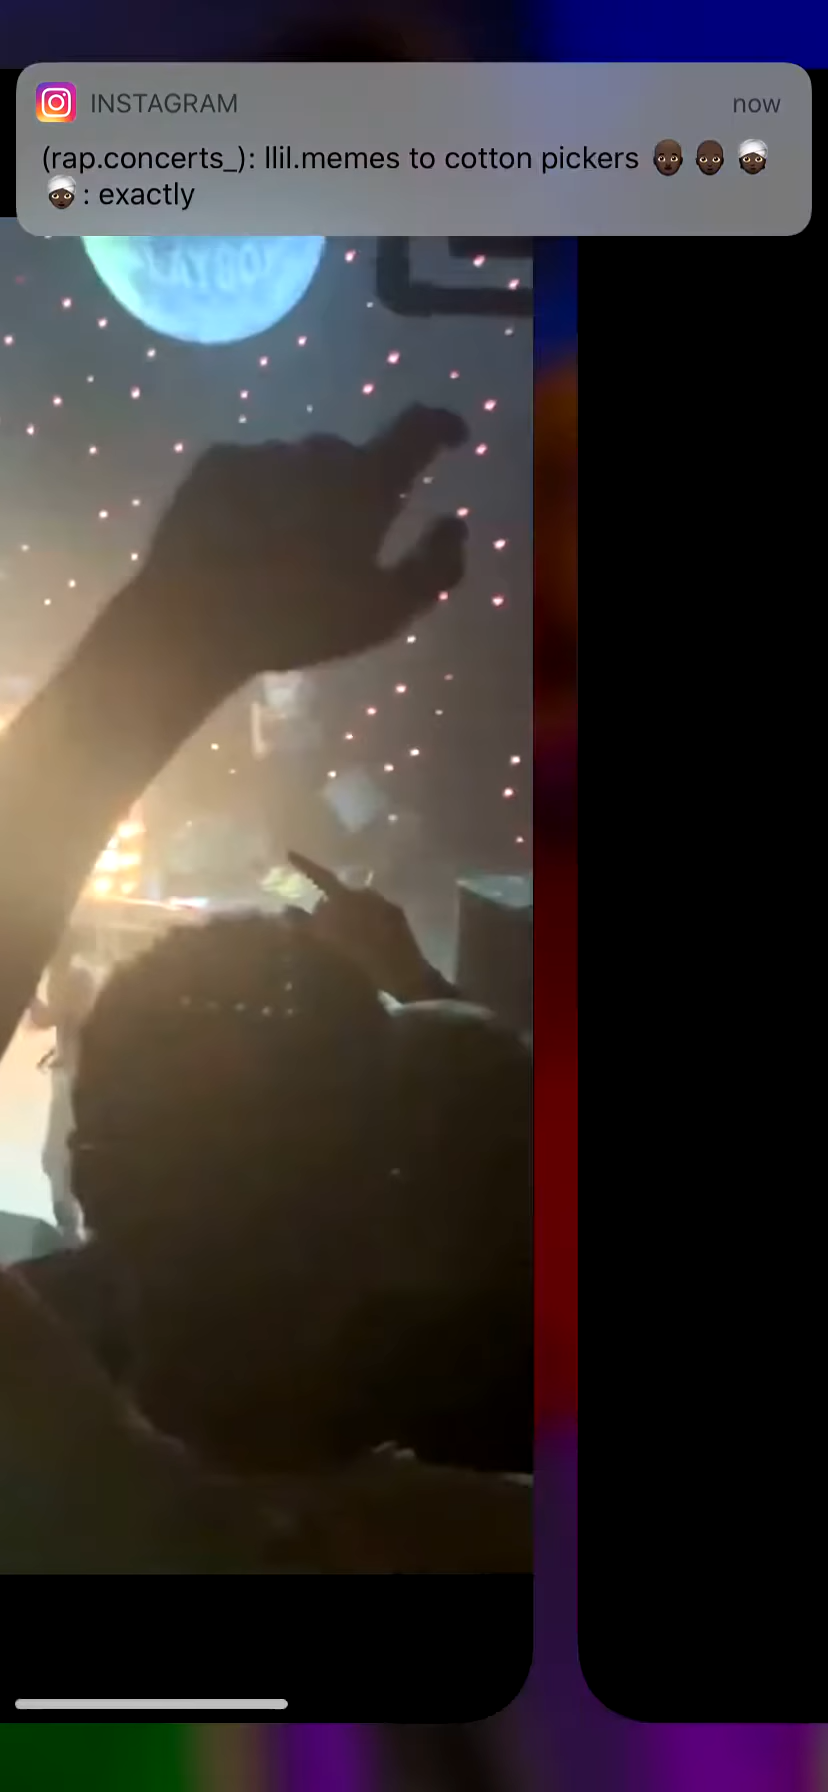 INSTAGRAM now
(rap.concerts_): llil.memes to cotton pickers 👨🏿‍🦲 👨🏿‍🦲 👳🏿
👳🏿 : exactly